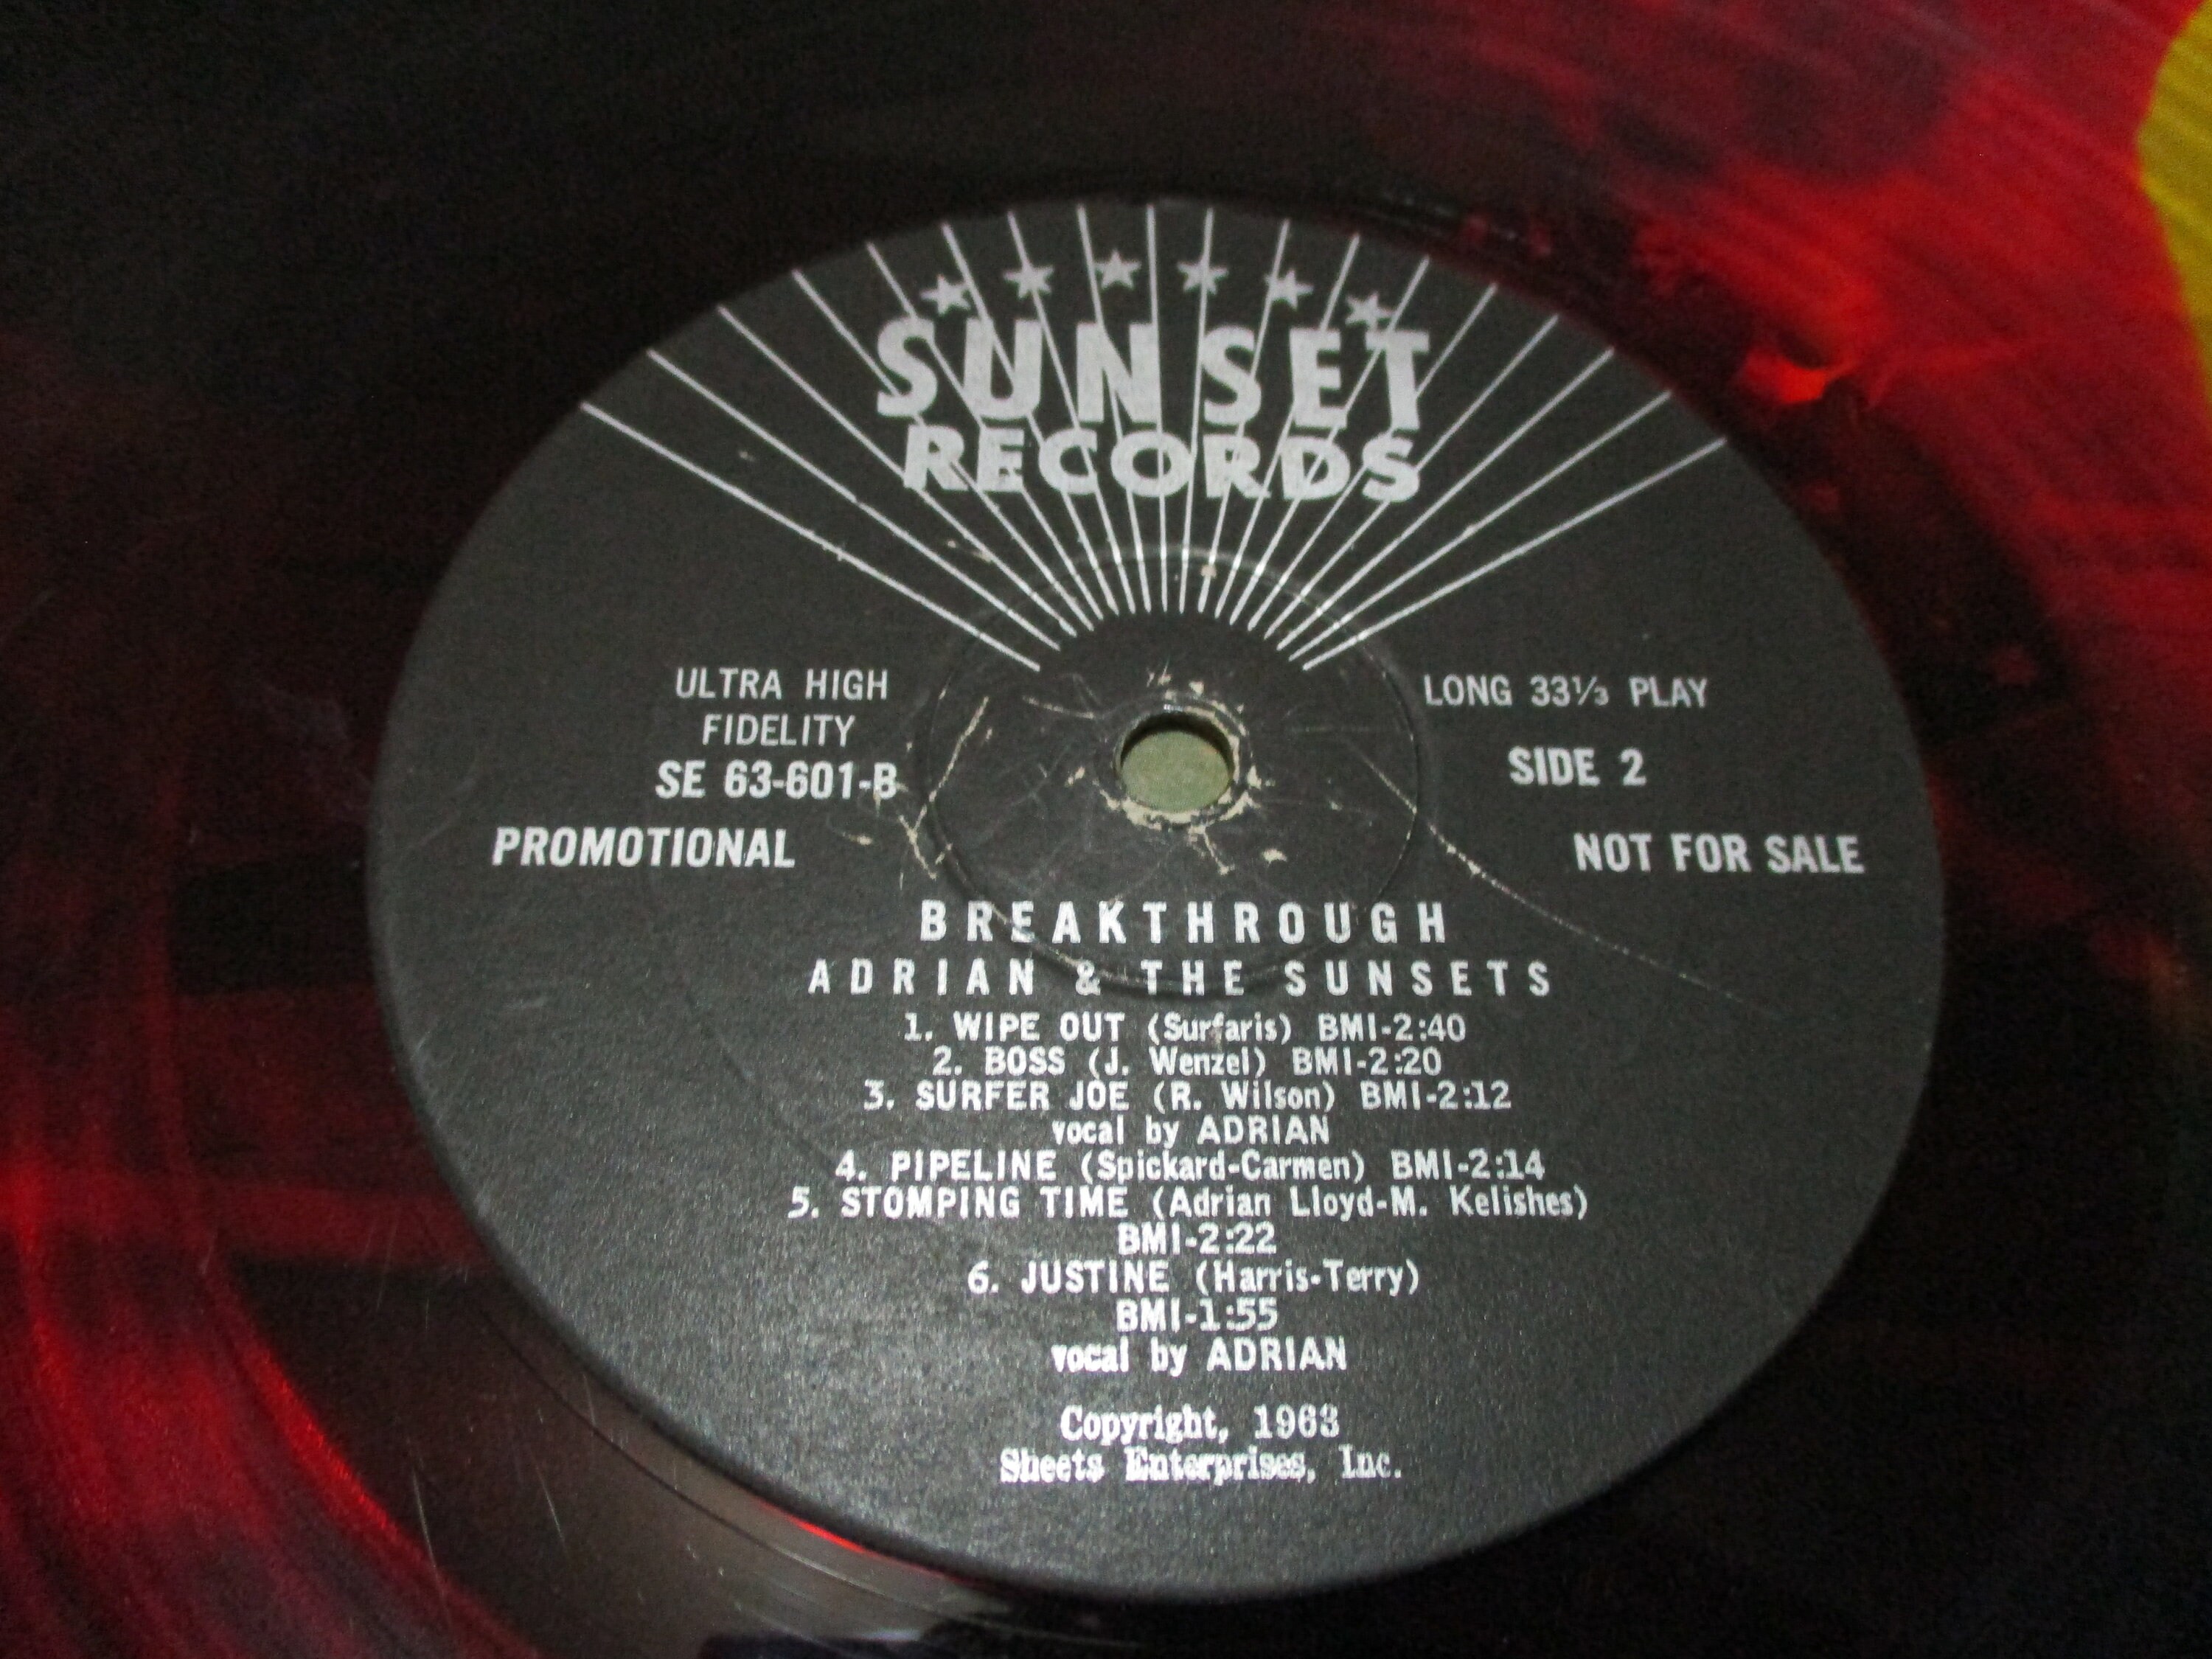 SUNSET
RECORDS
ULTRA HIGH
FIDELITY
SE 63-601-B
PROMOTIONAL
LONG 33⅓ PLAY
SIDE 2
NOT FOR SALE
BREAKTHROUGH
ADRIAN & THE SUNSETS
1. WIPE OUT (Surfaris) BMI-2:40
2. BOSS (J. Wenzel) BMI-2:20
3. SURFER JOE (R. Wilson) BMI-2:12
vocal by ADRIAN
4. PIPELINE (Spickard-Carmen) BMI-2:14
5. STOMPING TIME (Adrian Lloyd-M. Kelishes)
BMI-2:22
6. JUSTINE (Harris-Terry)
BMI-1:55
vocal by ADRIAN
Copyright, 1963
Sheets Enterprises, Inc.